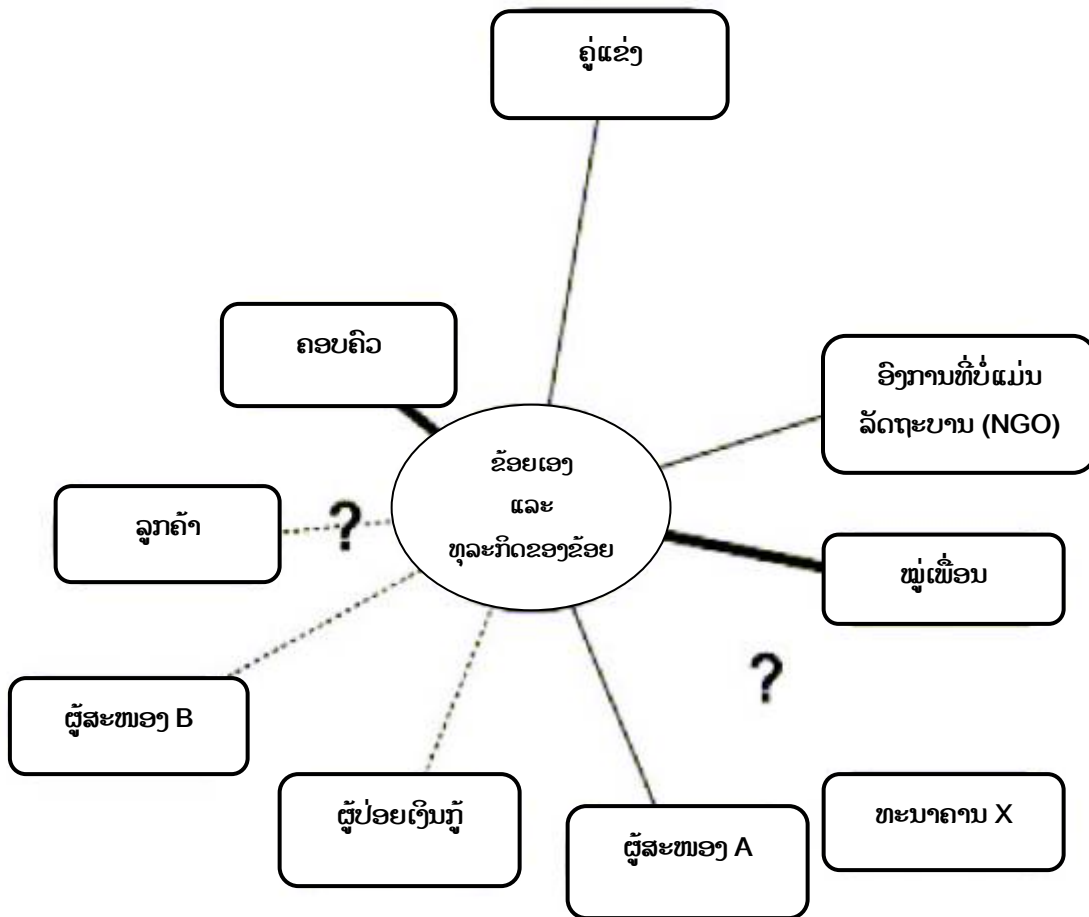 ຄູ່ແຂ່ງ
ຄອບຄົວ
ອົງການທີ່ບໍ່ແມ່ນ
ລັດຖະບານ (NGO)
ຂ້ອຍເອງ
ແລະ
ທຸລະກິດຂອງຂ້ອຍ
ລູກຄ້າ
?
ໝູ່ເພື່ອນ
?
ຜູ້ສະໜອງ B
ຜູ້ປ່ອຍເງິນກູ້
ຜູ້ສະໜອງ A
ທະນາຄານ X